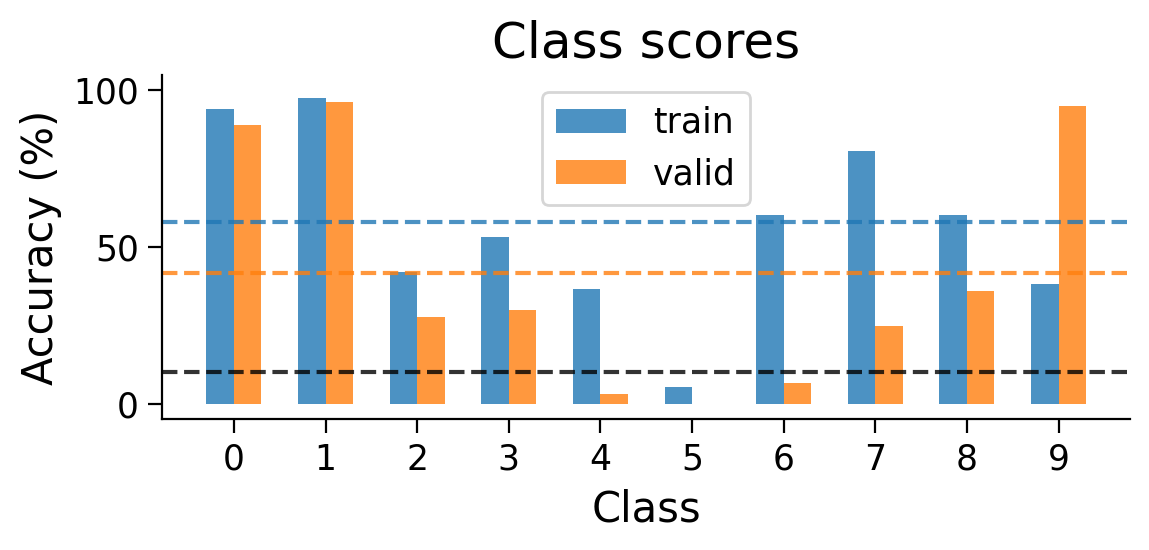 Class scores
Accuracy (%)
100
50
0
train
valid
0 1 2 3 4 5 6 7 8 9
Class